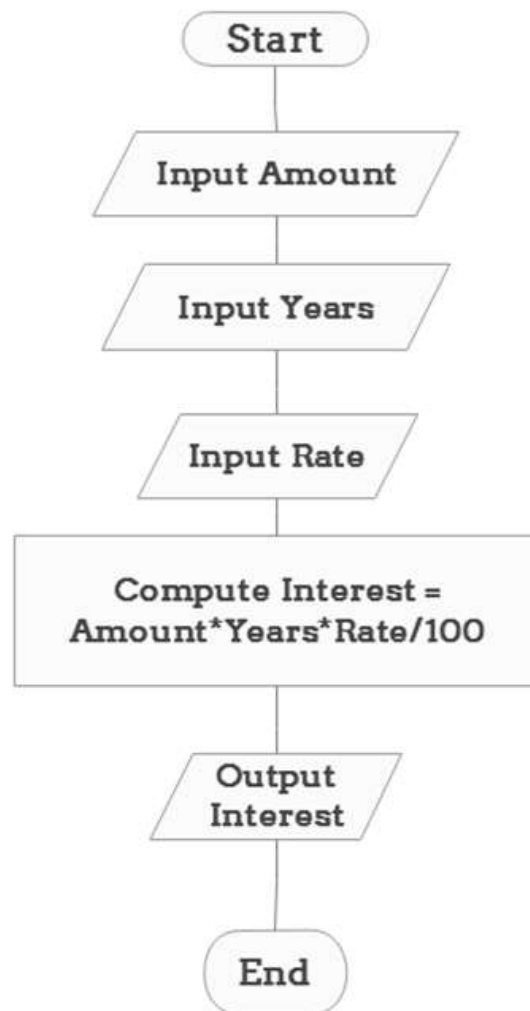 Start
Input Amount
Input Years
Input Rate
Compute Interest =
Amount*Years*Rate/100
Output
Interest
End